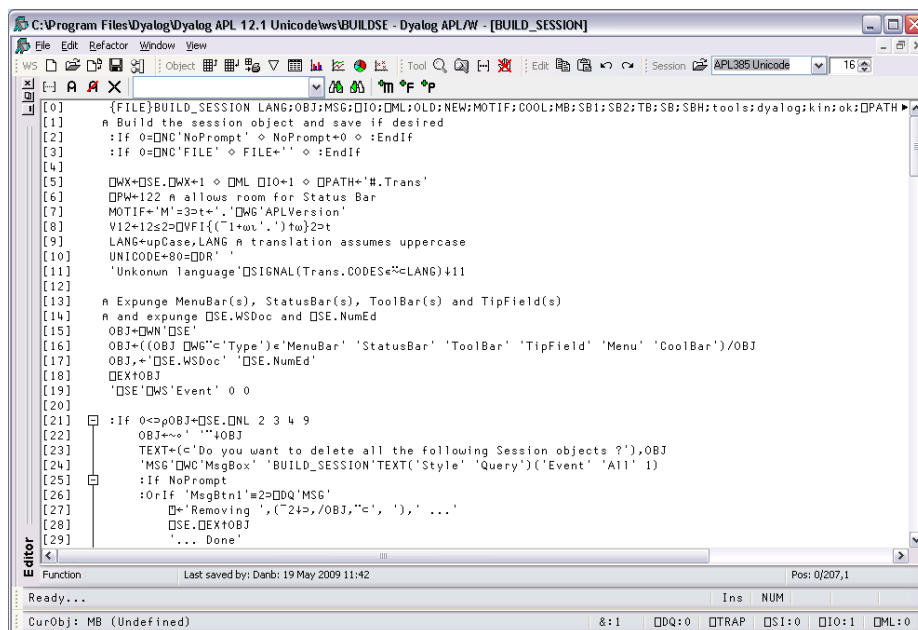 C:\Program Files\Dyalog\Dyalog APL 12.1 Unicode\ws\BUILDSE - Dyalog APL/W - [BUILD_SESSION]
File Edit Refactor Window View
WS Object Tool Edit Session APL385 Unicode 16
[0] {FILE}BUILD_SESSION LANG;OBJ;MSG;⎕IO;⎕ML;OLD;NEW;MOTIF;COOL;MB;SB1;SB2;TB;SB;SBH;tools;dyalog;kin;ok;⎕PATH
[1] ⍝ Build the session object and save if desired
[2] :If 0=⎕NC'NoPrompt' ⋄ NoPrompt←0 ⋄ :EndIf
[3] :If 0=⎕NC'FILE' ⋄ FILE←'' ⋄ :EndIf
[4]
[5] ⎕WX←⎕SE.⎕WX←1 ⋄ ⎕ML ⎕IO←1 ⋄ ⎕PATH←'#.Trans'
[6] ⎕PW←122 ⍝ allows room for Status Bar
[7] MOTIF←'M'=3⊃t←'.'⎕WG'APLVersion'
[8] V12←12≤2⊃⎕VFI{(¯1+⍵⍳'.')↑⍵}2⊃t
[9] LANG←upCase,LANG ⍝ translation assumes uppercase
[10] UNICODE←80=⎕DR' '
[11] 'Unkonwn language'⎕SIGNAL(Trans.CODES∊⍨⊂LANG)↓11
[12]
[13] ⍝ Expunge MenuBar(s), StatusBar(s), ToolBar(s) and TipField(s)
[14] ⍝ and expunge ⎕SE.WSDoc and ⎕SE.NumEd
[15] OBJ←⎕WN'⎕SE'
[16] OBJ←((OBJ ⎕WG¨⊂'Type')∊'MenuBar' 'StatusBar' 'ToolBar' 'TipField' 'Menu' 'CoolBar')/OBJ
[17] OBJ,←'⎕SE.WSDoc' '⎕SE.NumEd'
[18] ⎕EX↑OBJ
[19] '⎕SE'⎕WS'Event' 0 0
[20]
[21] :If 0<⊃⍴OBJ←⎕SE.⎕NL 2 3 4 9
[22] OBJ←~∘' '¨↓OBJ
[23] TEXT←(⊂'Do you want to delete all the following Session objects ?'),OBJ
[24] 'MSG'⎕WC'MsgBox' 'BUILD_SESSION'TEXT('Style' 'Query')('Event' 'All' 1)
[25] :If NoPrompt
[26] :OrIf 'MsgBtn1'≡2⊃⎕DQ'MSG'
[27] ⎕←'Removing ',(¯2↓⊃,/OBJ,¨⊂', '),' ...'
[28] ⎕SE.⎕EX↑OBJ
[29] '... Done'
Editor
Function Last saved by: Danb: 19 May 2009 11:42 Pos: 0/207,1
Ready... Ins NUM
CurObj: MB (Undefined) &:1 ⎕DQ:0 ⎕TRAP ⎕SI:0 ⎕IO:1 ⎕ML:0